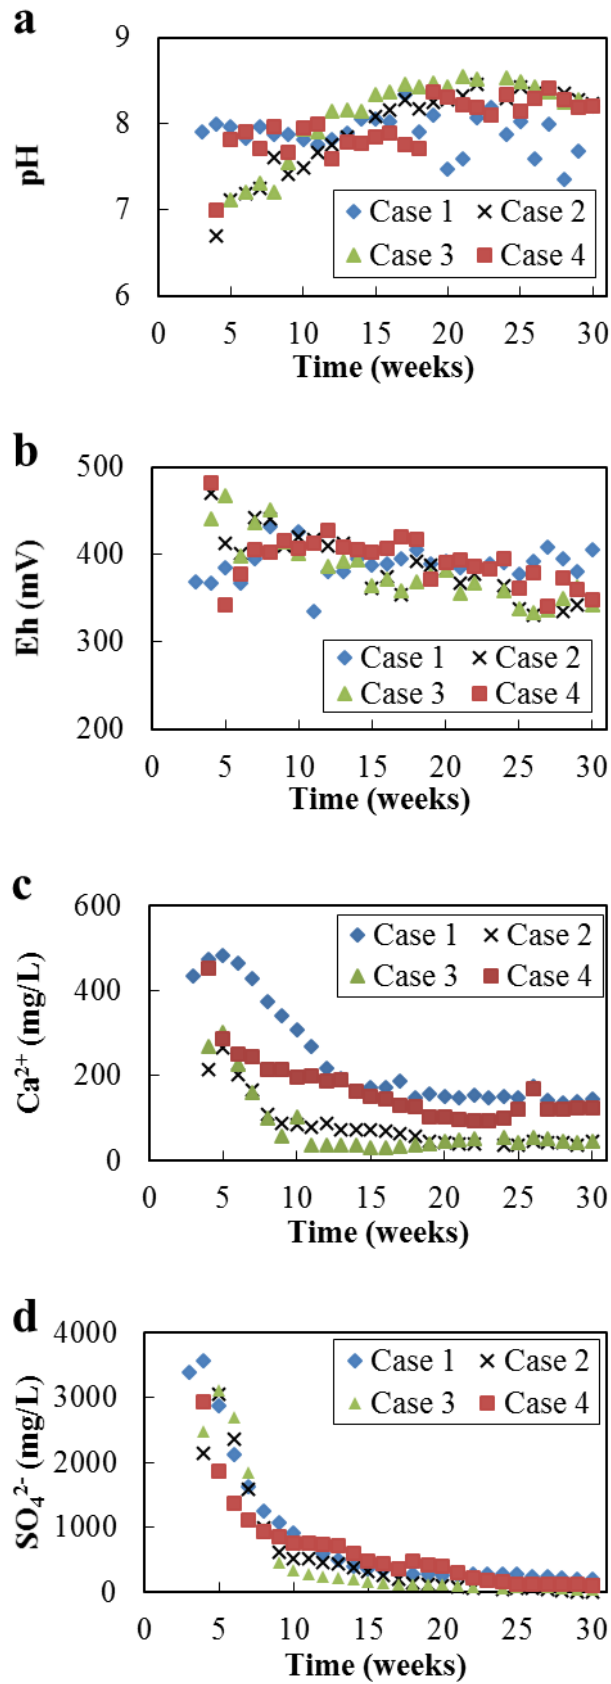 a
9
8
7
6
pH
Case 1 Case 2
Case 3 Case 4
0 5 10 15 20 25 30
Time (weeks)
b
500
400
300
200
Eh (mV)
Case 1 Case 2
Case 3 Case 4
0 5 10 15 20 25 30
Time (weeks)
c
600
400
200
0
Ca²⁺ (mg/L)
Case 1 Case 2
Case 3 Case 4
0 5 10 15 20 25 30
Time (weeks)
d
4000
3000
2000
1000
0
SO₄²⁻ (mg/L)
Case 1 Case 2
Case 3 Case 4
0 5 10 15 20 25 30
Time (weeks)